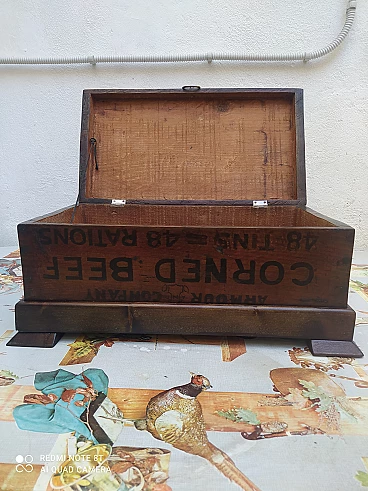 ARMOUR COMPANY
CORNED BEEF
48 TINS = 48 RATIONS
REDMI NOTE 8T
AI QUAD CAMERA